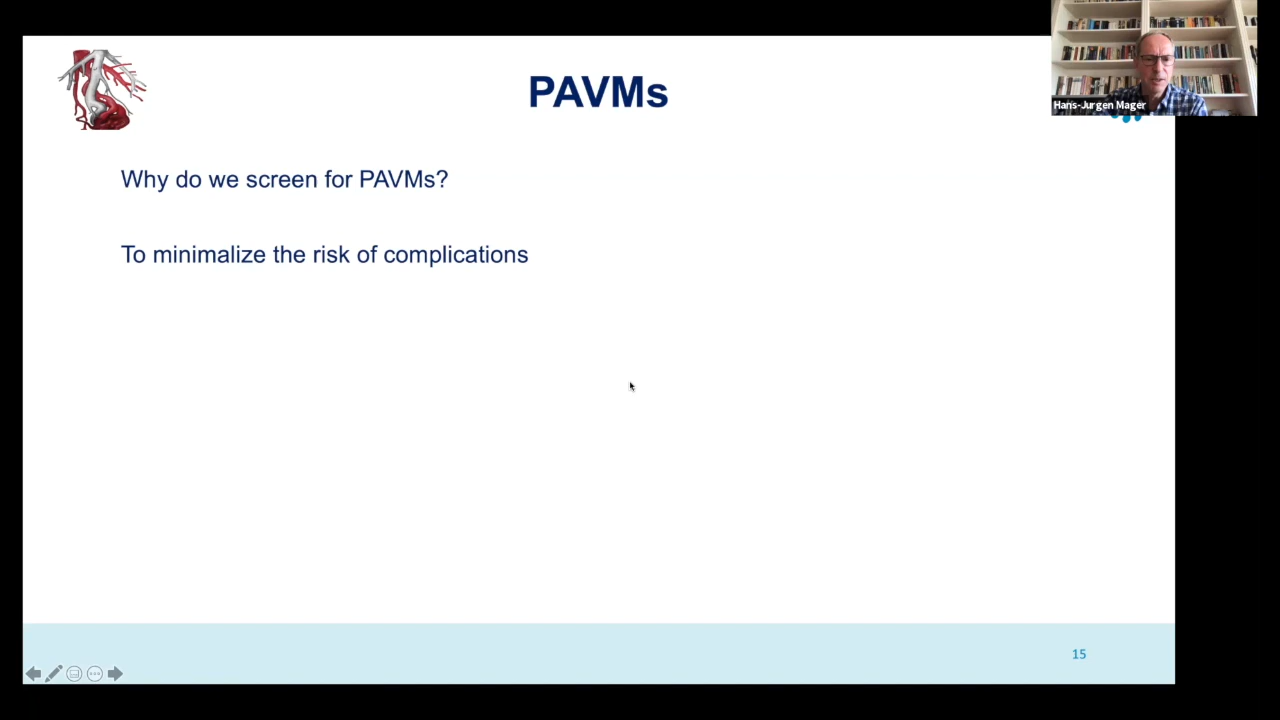 PAVMs
Hans-Jurgen Mager
Why do we screen for PAVMs?
To minimalize the risk of complications
15